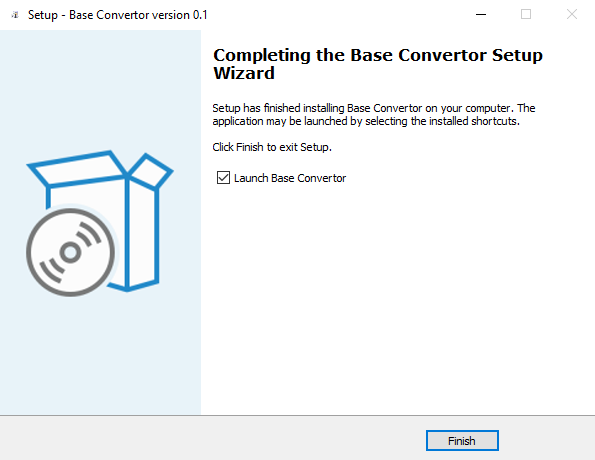 Setup - Base Convertor version 0.1
Completing the Base Convertor Setup
Wizard
Setup has finished installing Base Convertor on your computer. The
application may be launched by selecting the installed shortcuts.
Click Finish to exit Setup.
Launch Base Convertor
Finish